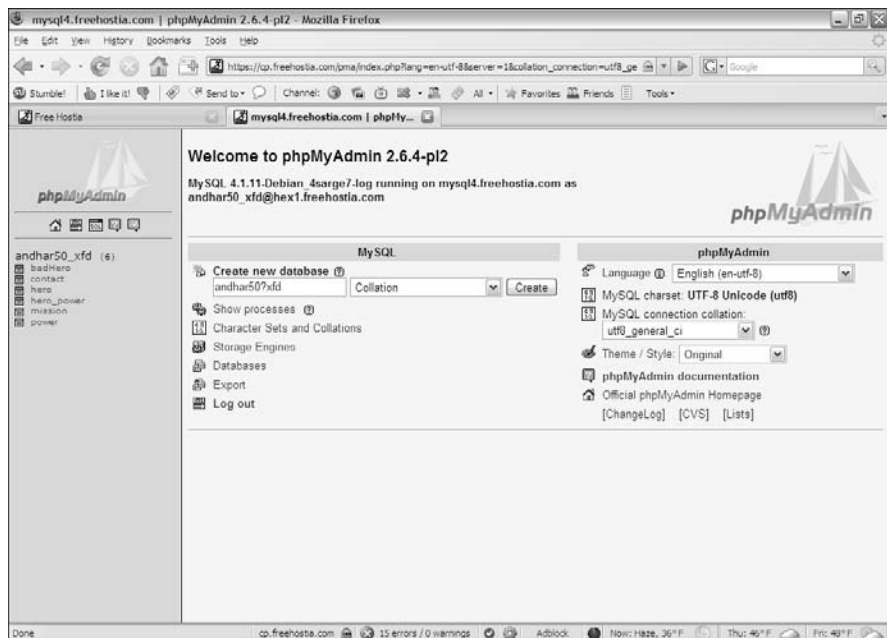 mysql4.freehostia.com | phpMyAdmin 2.6.4-pl2 - Mozilla Firefox
File Edit View History Bookmarks Tools Help
https://cp.freehostia.com/pma/index.php?lang=en-utf-8&server=1&collation_connection=utf8_ge
Google
Stumble! I like it! Send to Channel: All Favorites Friends Tools
Free Hostia
mysql4.freehostia.com | phpMy...
phpMyAdmin
andhar50_xfd (6)
badHero
contact
hero
hero_power
mission
power
Welcome to phpMyAdmin 2.6.4-pl2
MySQL 4.1.11-Debian_4sarge7-log running on mysql4.freehostia.com as
andhar50_xfd@hex1.freehostia.com
phpMyAdmin
MySQL
Create new database
andhar50?xfd Collation Create
Show processes
Character Sets and Collations
Storage Engines
Databases
Export
Log out
phpMyAdmin
Language English (en-utf-8)
MySQL charset: UTF-8 Unicode (utf8)
MySQL connection collation:
utf8_general_ci
Theme / Style: Original
phpMyAdmin documentation
Official phpMyAdmin Homepage
[ChangeLog] [CVS] [Lists]
Done cp.freehostia.com 15 errors / 0 warnings Adblock Now: Haze, 36°F Thu: 46°F Fri: 48°F